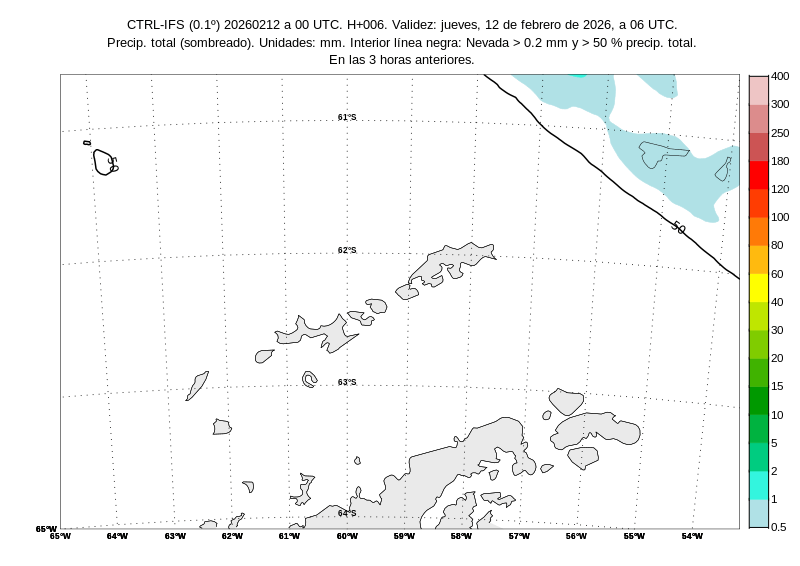 CTRL-IFS (0.1º) 20260212 a 00 UTC. H+006. Validez: jueves, 12 de febrero de 2026, a 06 UTC.
Precip. total (sombreado). Unidades: mm. Interior línea negra: Nevada > 0.2 mm y > 50 % precip. total.
En las 3 horas anteriores.
400
300
250
180
120
100
80
60
40
30
20
15
10
5
2
1
0.5
61°S
62°S
63°S
64°S
50
65°W
65°W
64°W
63°W
62°W
61°W
60°W
59°W
58°W
57°W
56°W
55°W
54°W